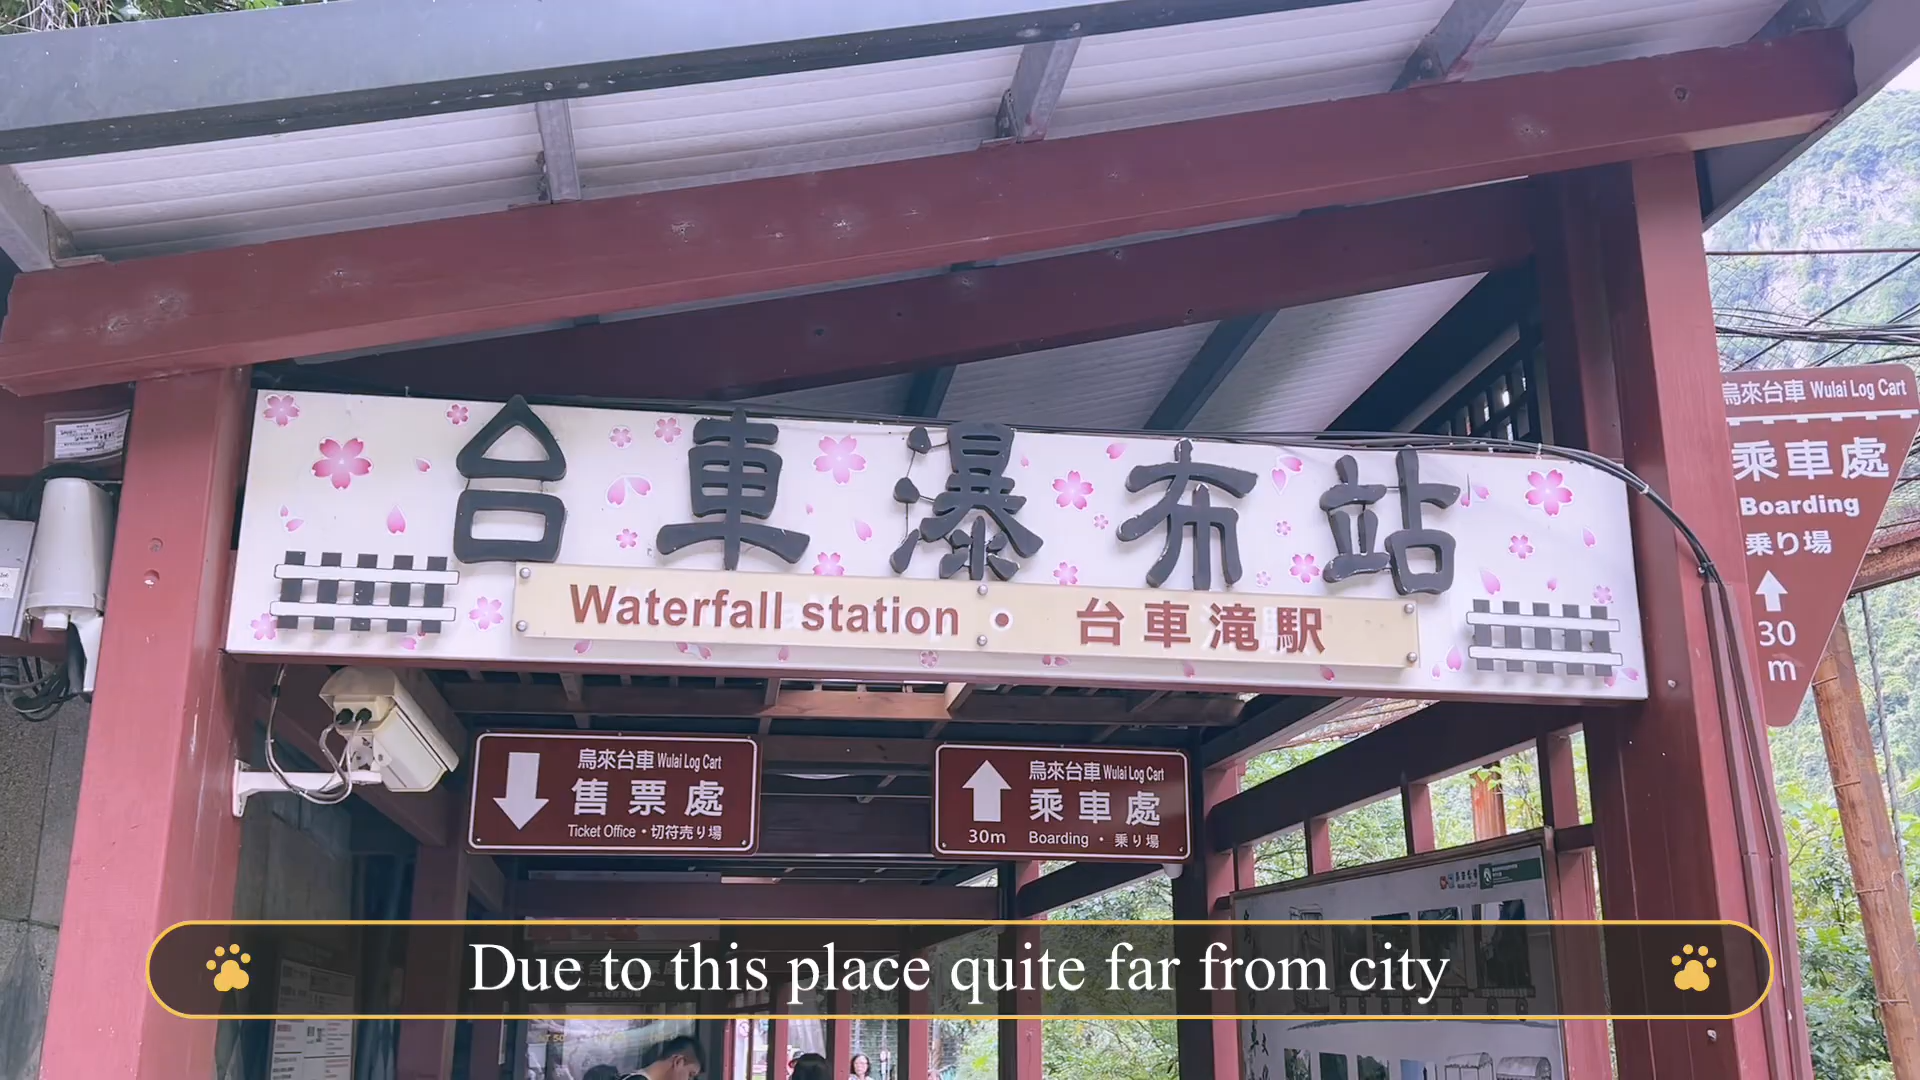 台車瀑布站
Waterfall station • 台車滝駅
烏來台車 Wulai Log Cart
售票處
Ticket Office・切符売り場
烏來台車 Wulai Log Cart
乘車處
30m
Boarding・乗り場
烏來台車 Wulai Log Cart
乘車處
Boarding
乗り場
30
m
Due to this place quite far from city